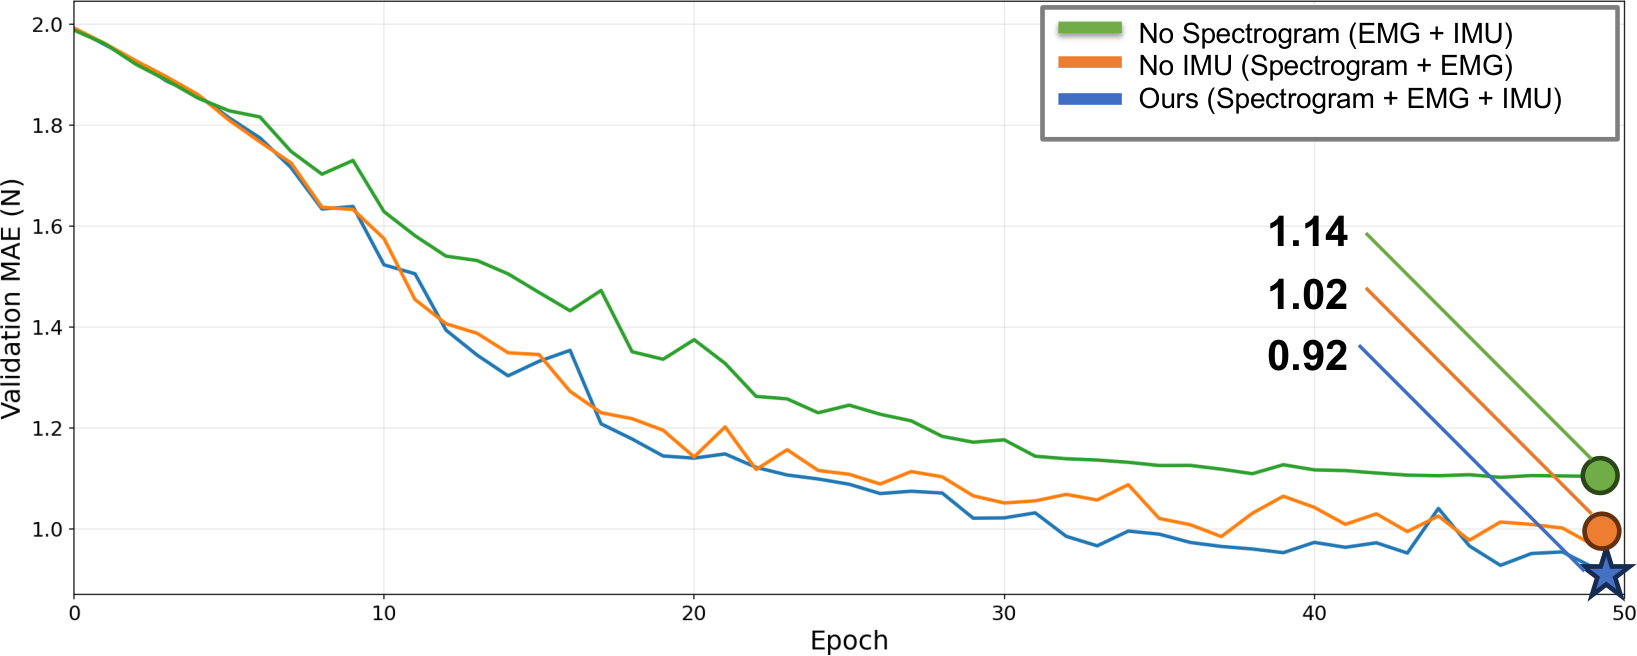 No Spectrogram (EMG + IMU)
No IMU (Spectrogram + EMG)
Ours (Spectrogram + EMG + IMU)
Validation MAE (N)
2.0
1.8
1.6
1.4
1.2
1.0
1.14
1.02
0.92
0 10 20 30 40 50
Epoch